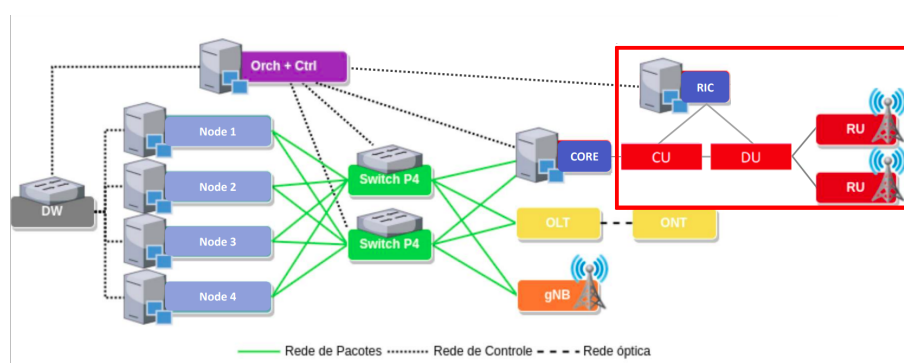 Orch + Ctrl
RIC
RU
Node 1
CORE
CU
DU
Switch P4
Node 2
RU
DW
Node 3
Switch P4
OLT
ONT
Node 4
gNB
Rede de Pacotes
Rede de Controle
Rede óptica